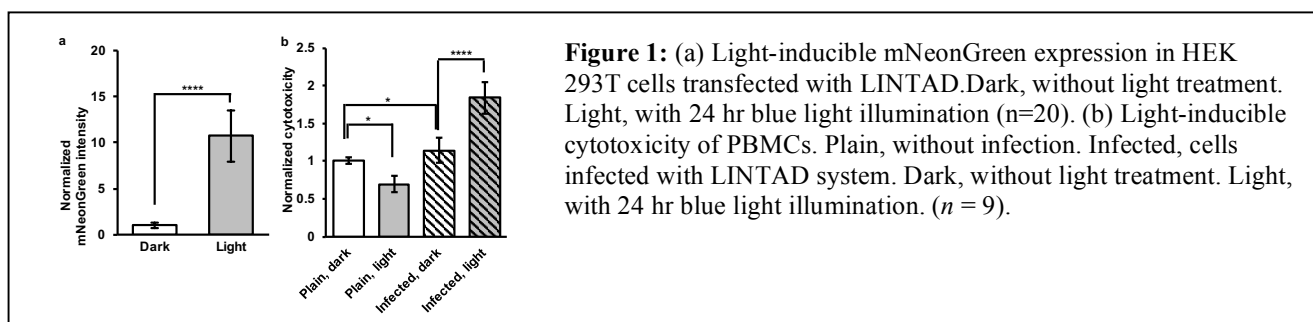 a
20
15
10
5
0
Normalized
mNeonGreen intensity
****
Dark
Light
b
2.5
2
1.5
1
0.5
0
Normalized cytotoxicity
*
*
****
Plain, dark
Plain, light
Infected, dark
Infected, light
Figure 1: (a) Light-inducible mNeonGreen expression in HEK
293T cells transfected with LINTAD.Dark, without light treatment.
Light, with 24 hr blue light illumination (n=20). (b) Light-inducible
cytotoxicity of PBMCs. Plain, without infection. Infected, cells
infected with LINTAD system. Dark, without light treatment. Light,
with 24 hr blue light illumination. (n = 9).